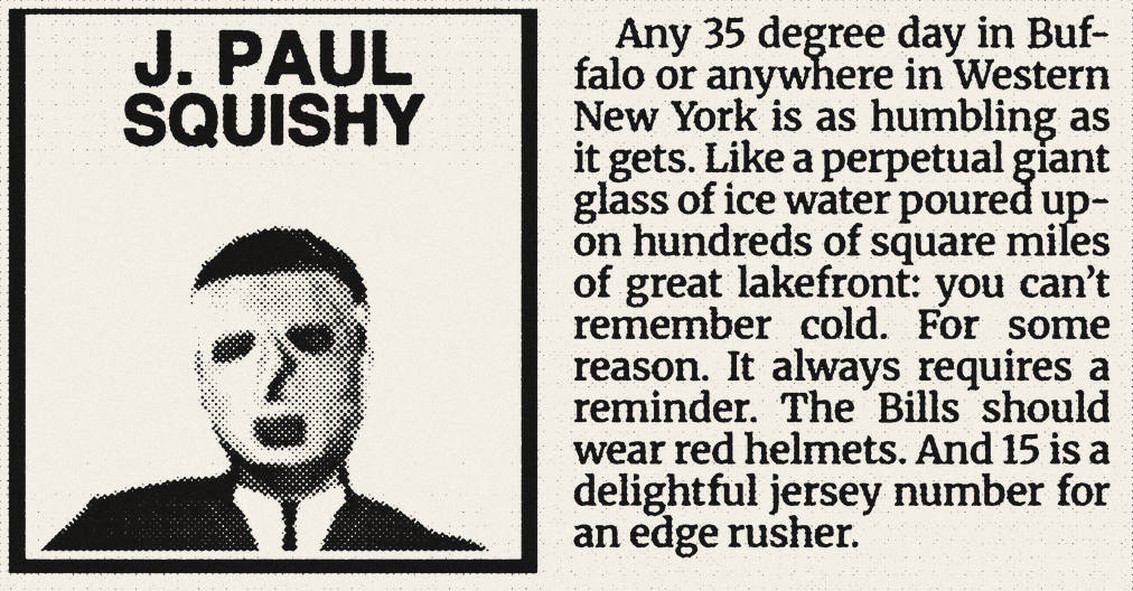 J. PAUL
SQUISHY
Any 35 degree day in Buf-
falo or anywhere in Western
New York is as humbling as
it gets. Like a perpetual giant
glass of ice water poured up-
on hundreds of square miles
of great lakefront: you can’t
remember cold. For some
reason. It always requires a
reminder. The Bills should
wear red helmets. And 15 is a
delightful jersey number for
an edge rusher.